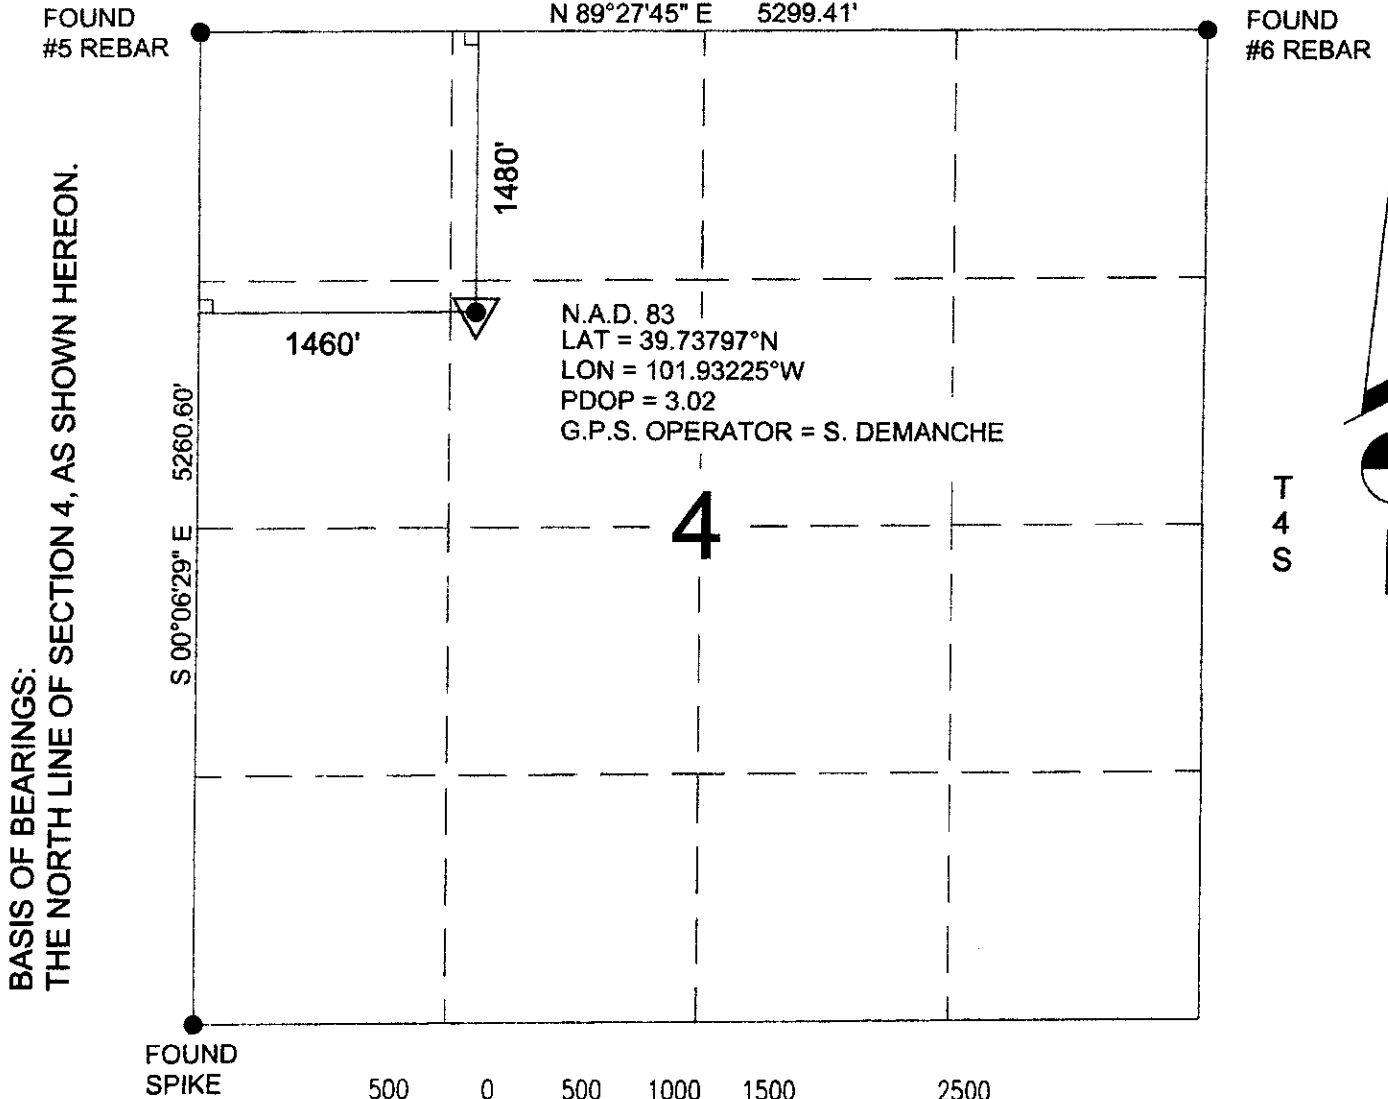 FOUND
#5 REBAR
N 89°27'45" E 5299.41'
FOUND
#6 REBAR
1480'
1460'
N.A.D. 83
LAT = 39.73797°N
LON = 101.93225°W
PDOP = 3.02
G.P.S. OPERATOR = S. DEMANCHE
S 00°06'29" E 5260.60'
BASIS OF BEARINGS:
THE NORTH LINE OF SECTION 4, AS SHOWN HEREON.
4
T
4
S
FOUND
SPIKE
500 0 500 1000 1500 2500